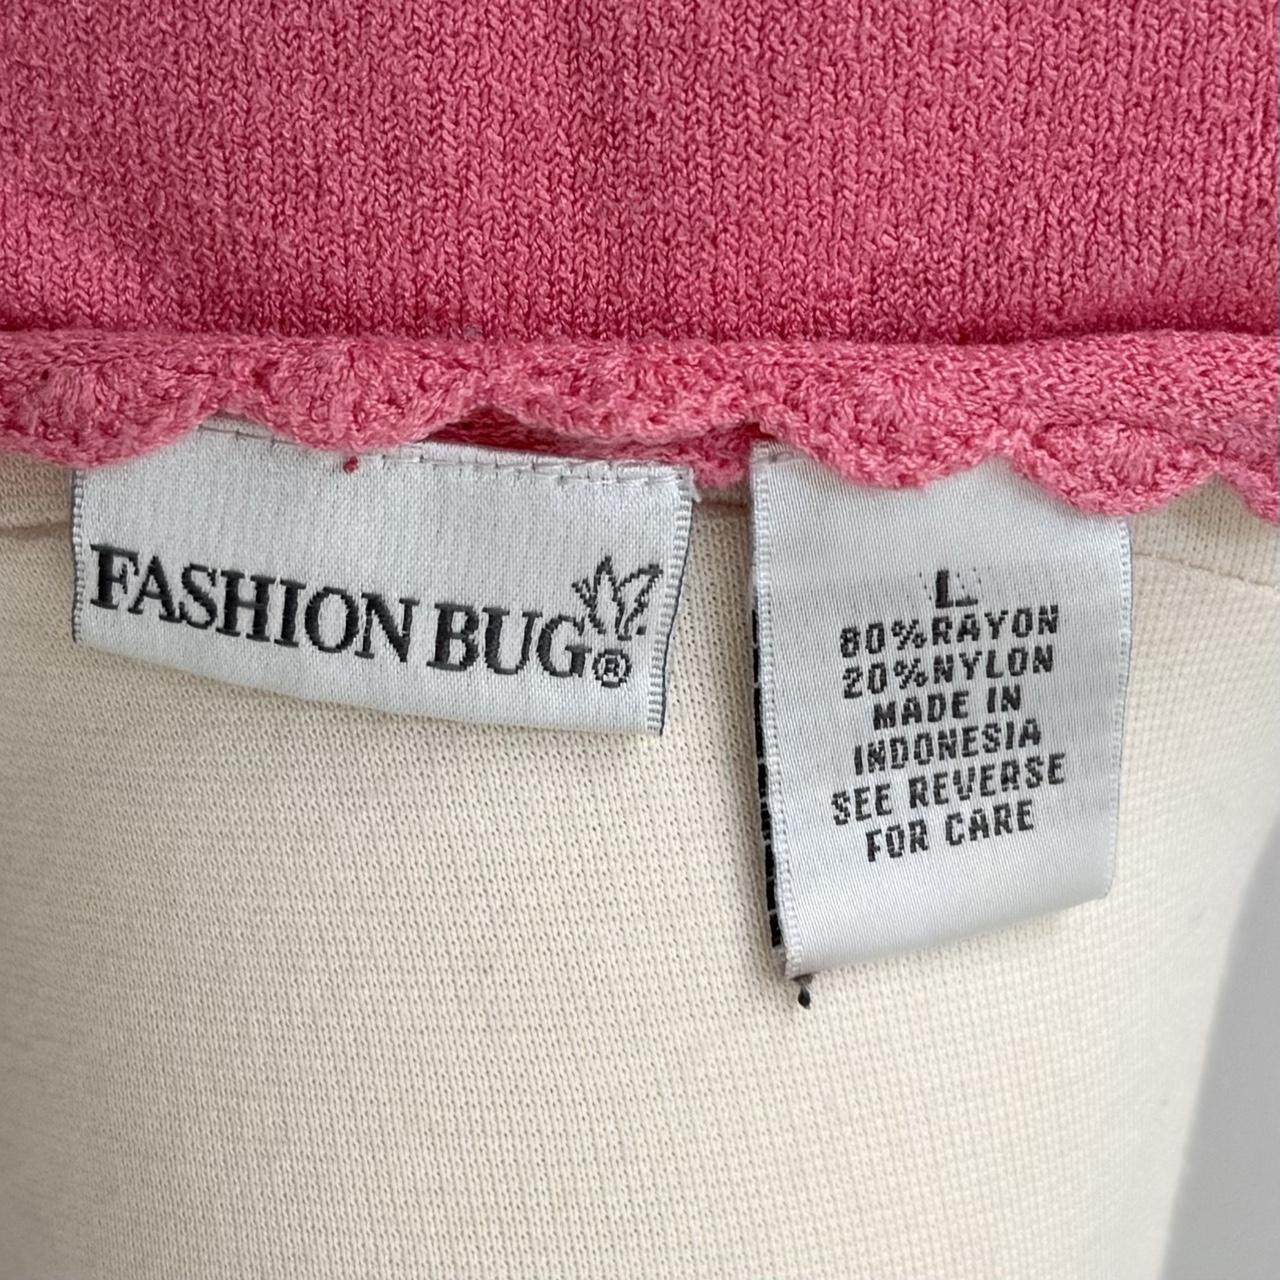 FASHION BUG®
L
80%RAYON
20%NYLON
MADE IN
INDONESIA
SEE REVERSE
FOR CARE